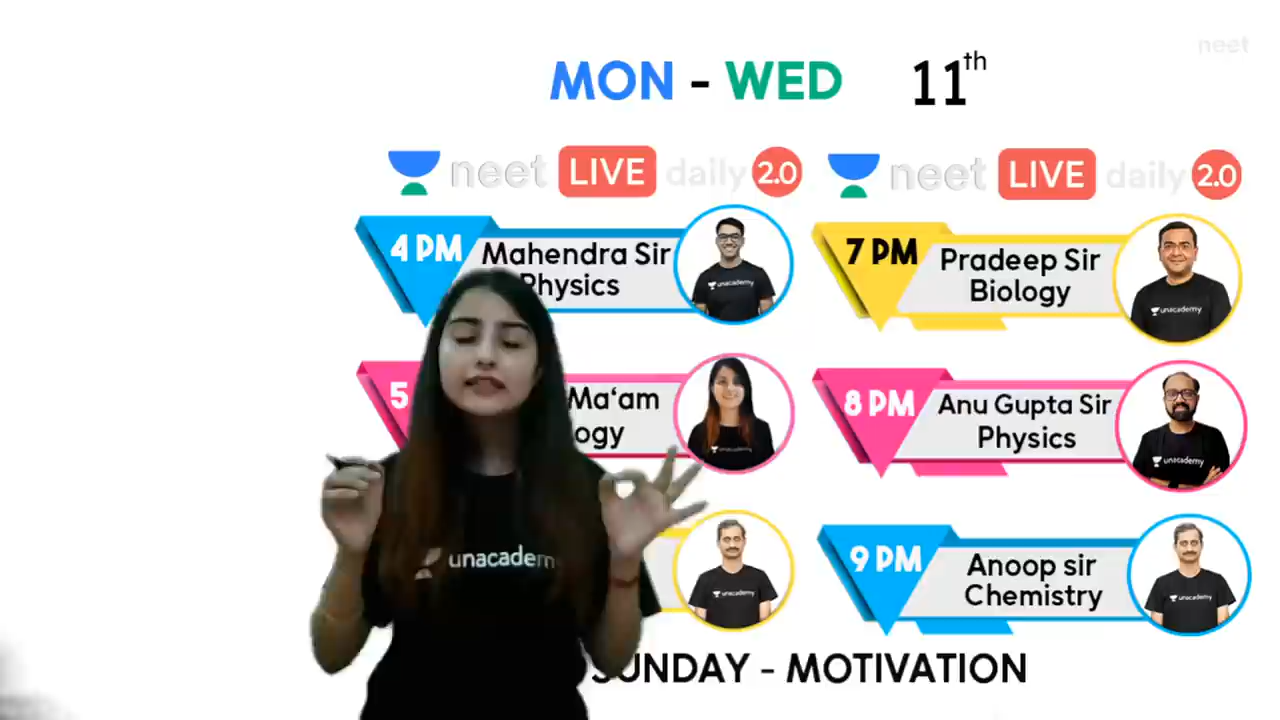 neet
MON - WED 11th
neet LIVE daily 2.0
neet LIVE daily 2.0
4 PM
Mahendra Sir
Physics
unacademy
7 PM
Pradeep Sir
Biology
unacademy
5
Ma‘am
unacademy
8 PM
Anu Gupta Sir
Physics
unacademy
unacademy
unacademy
9 PM
Anoop sir
Chemistry
unacademy
SUNDAY - MOTIVATION